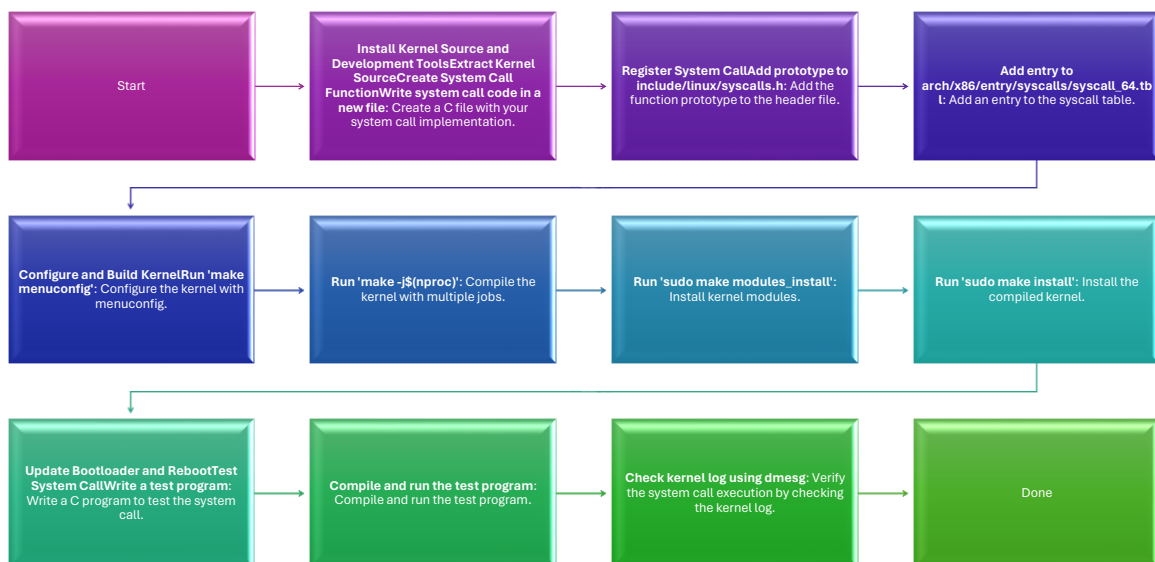 Start
Install Kernel Source and
Development ToolsExtract Kernel
SourceCreate System Call
FunctionWrite system call code in a
new file: Create a C file with your
system call implementation.
Register System CallAdd prototype to
include/linux/syscalls.h: Add the
function prototype to the header file.
Add entry to
arch/x86/entry/syscalls/syscall_64.tb
l: Add an entry to the syscall table.
Configure and Build KernelRun 'make
menuconfig': Configure the kernel with
menuconfig.
Run 'make -j$(nproc)': Compile the
kernel with multiple jobs.
Run 'sudo make modules_install':
Install kernel modules.
Run 'sudo make install': Install the
compiled kernel.
Update Bootloader and RebootTest
System CallWrite a test program:
Write a C program to test the system
call.
Compile and run the test program:
Compile and run the test program.
Check kernel log using dmesg: Verify
the system call execution by checking
the kernel log.
Done